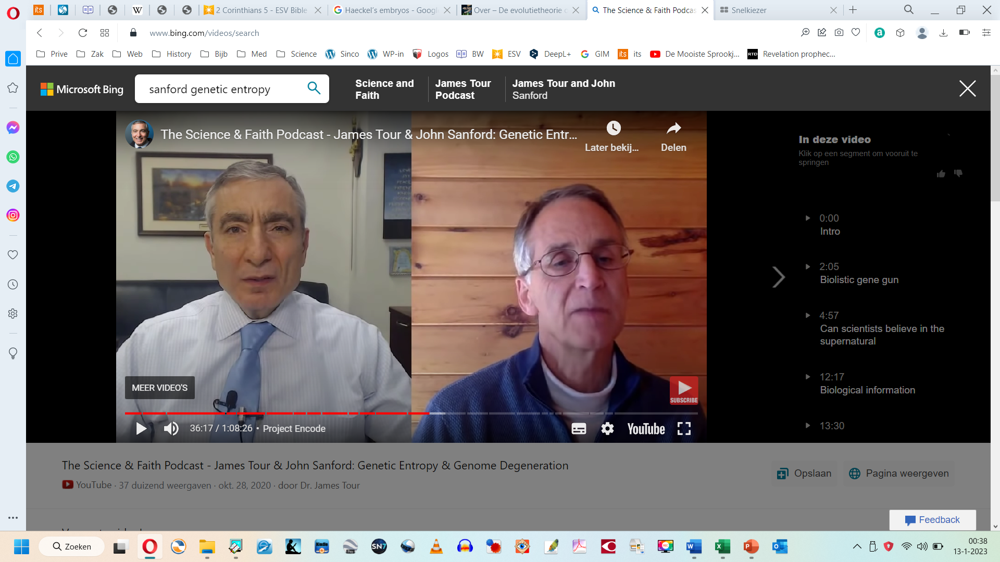 2 Corinthians 5 - ESV Bible
Haeckel's embryos - Googl
Over – De evolutietheorie o
The Science & Faith Podcas
Snelkiezer
www.bing.com/videos/search
Prive
Zak
Web
History
Bijb
Med
Science
Sinco
WP-in
Logos
BW
ESV
DeepL+
GIM
its
its
De Mooiste Sprookj...
RTD
Revelation prophec...
Microsoft Bing
sanford genetic entropy
Science and
Faith
James Tour
Podcast
James Tour and John
Sanford
The Science & Faith Podcast - James Tour & John Sanford: Genetic Entr...
Later bekij...
Delen
In deze video
Klik op een segment om vooruit te
springen
0:00
Intro
2:05
Biolistic gene gun
4:57
Can scientists believe in the
supernatural
12:17
Biological information
13:30
MEER VIDEO'S
SUBSCRIBE
36:17 / 1:08:26 • Project Encode
YouTube
The Science & Faith Podcast - James Tour & John Sanford: Genetic Entropy & Genome Degeneration
YouTube · 37 duizend weergaven · okt. 28, 2020 · door Dr. James Tour
Opslaan
Pagina weergeven
Feedback
Zoeken
00:38
13-1-2023